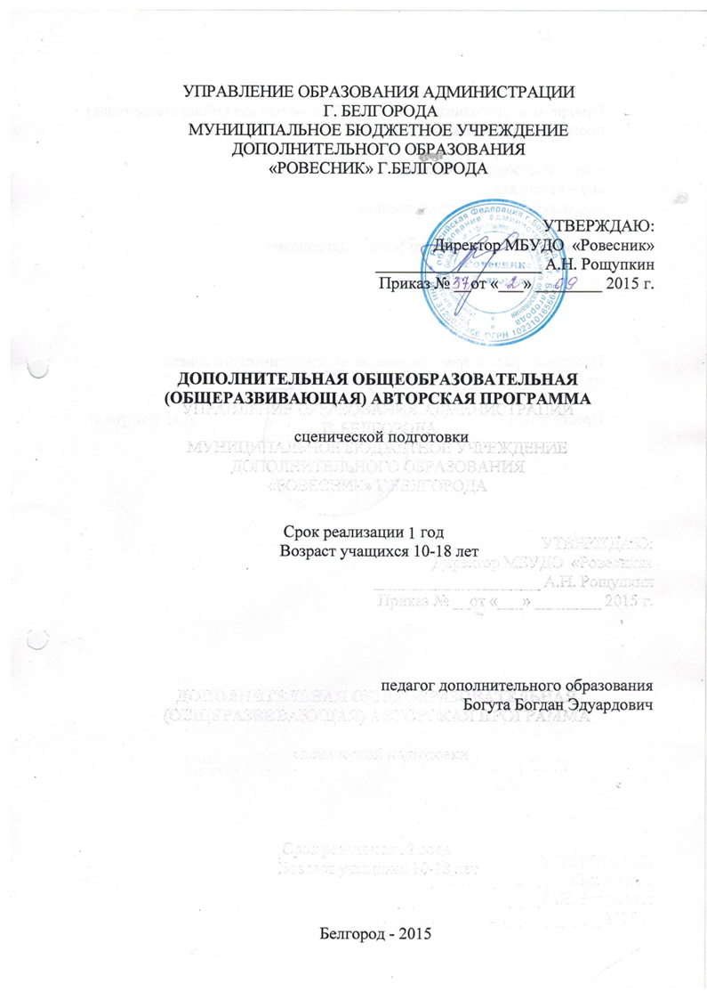 УПРАВЛЕНИЕ ОБРАЗОВАНИЯ АДМИНИСТРАЦИИ
Г. БЕЛГОРОДА
МУНИЦИПАЛЬНОЕ БЮДЖЕТНОЕ УЧРЕЖДЕНИЕ
ДОПОЛНИТЕЛЬНОГО ОБРАЗОВАНИЯ
«РОВЕСНИК» Г.БЕЛГОРОДА
УТВЕРЖДАЮ:
Директор МБУДО «Ровесник»
____________________ А.Н. Рощупкин
Приказ № 37 от « 2 » 09 2015 г.
ДОПОЛНИТЕЛЬНАЯ ОБЩЕОБРАЗОВАТЕЛЬНАЯ
(ОБЩЕРАЗВИВАЮЩАЯ) АВТОРСКАЯ ПРОГРАММА
сценической подготовки
Срок реализации 1 год
Возраст учащихся 10-18 лет
педагог дополнительного образования
Богута Богдан Эдуардович
Белгород - 2015